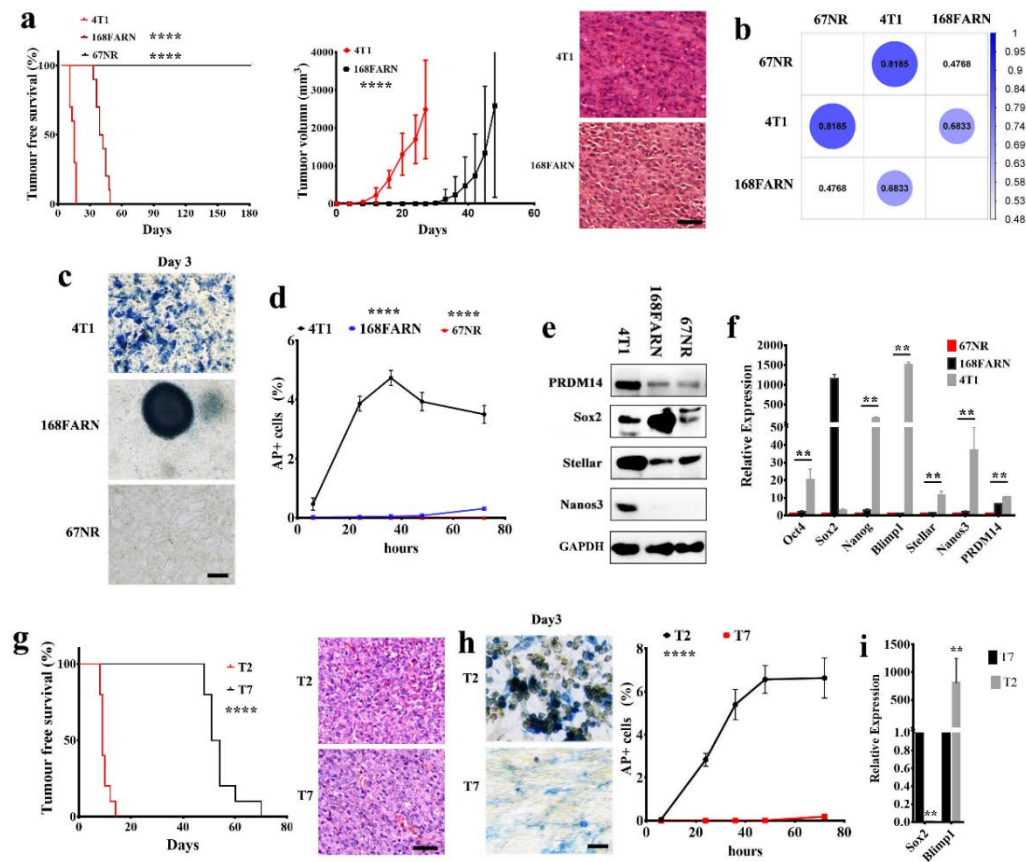 a
4T1
168FARN ****
67NR ****
Tumour free survival (%)
100
50
0
0 30 60 90 120 150 180
Days
4T1
168FARN
****
Tumuor volumn (mm³)
4000
3000
2000
1000
0
0 20 40 60
Days
4T1
168FARN
b
67NR 4T1 168FARN
67NR 0.8185 0.4768
4T1 0.8185 0.6833
168FARN 0.4768 0.6833
1
0.95
0.9
0.84
0.79
0.74
0.69
0.64
0.58
0.53
0.48
c
Day 3
4T1
168FARN
67NR
d
**** ****
4T1 168FARN 67NR
AP+ cells (%)
6
4
2
0
0 20 40 60 80
hours
e
4T1 168FARN 67NR
PRDM14
Sox2
Stellar
Nanos3
GAPDH
f
67NR
168FARN
4T1
Relative Expression
2000
1500
1000
500
50
40
30
20
10
0
** ** ** ** ** **
Oct4 Sox2 Nanog Blimp1 Stellar Nanos3 PRDM14
g
T2
T7
****
Tumour free survival (%)
100
50
0
0 20 40 60 80
Days
T2
T7
h
Day3
T2
T7
T2 T7
****
AP+ cells (%)
8
6
4
2
0
0 20 40 60 80
hours
i
T7
T2
Relative Expression
1500
1000
500
1.0
0.8
0.6
0.4
0.2
0.0
**
**
Sox2 Blimp1